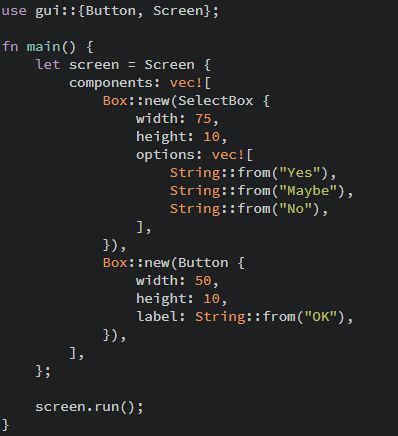 use gui::{Button, Screen};

fn main() {
    let screen = Screen {
        components: vec![
            Box::new(SelectBox {
                width: 75,
                height: 10,
                options: vec![
                    String::from("Yes"),
                    String::from("Maybe"),
                    String::from("No"),
                ],
            }),
            Box::new(Button {
                width: 50,
                height: 10,
                label: String::from("OK"),
            }),
        ],
    };

    screen.run();
}